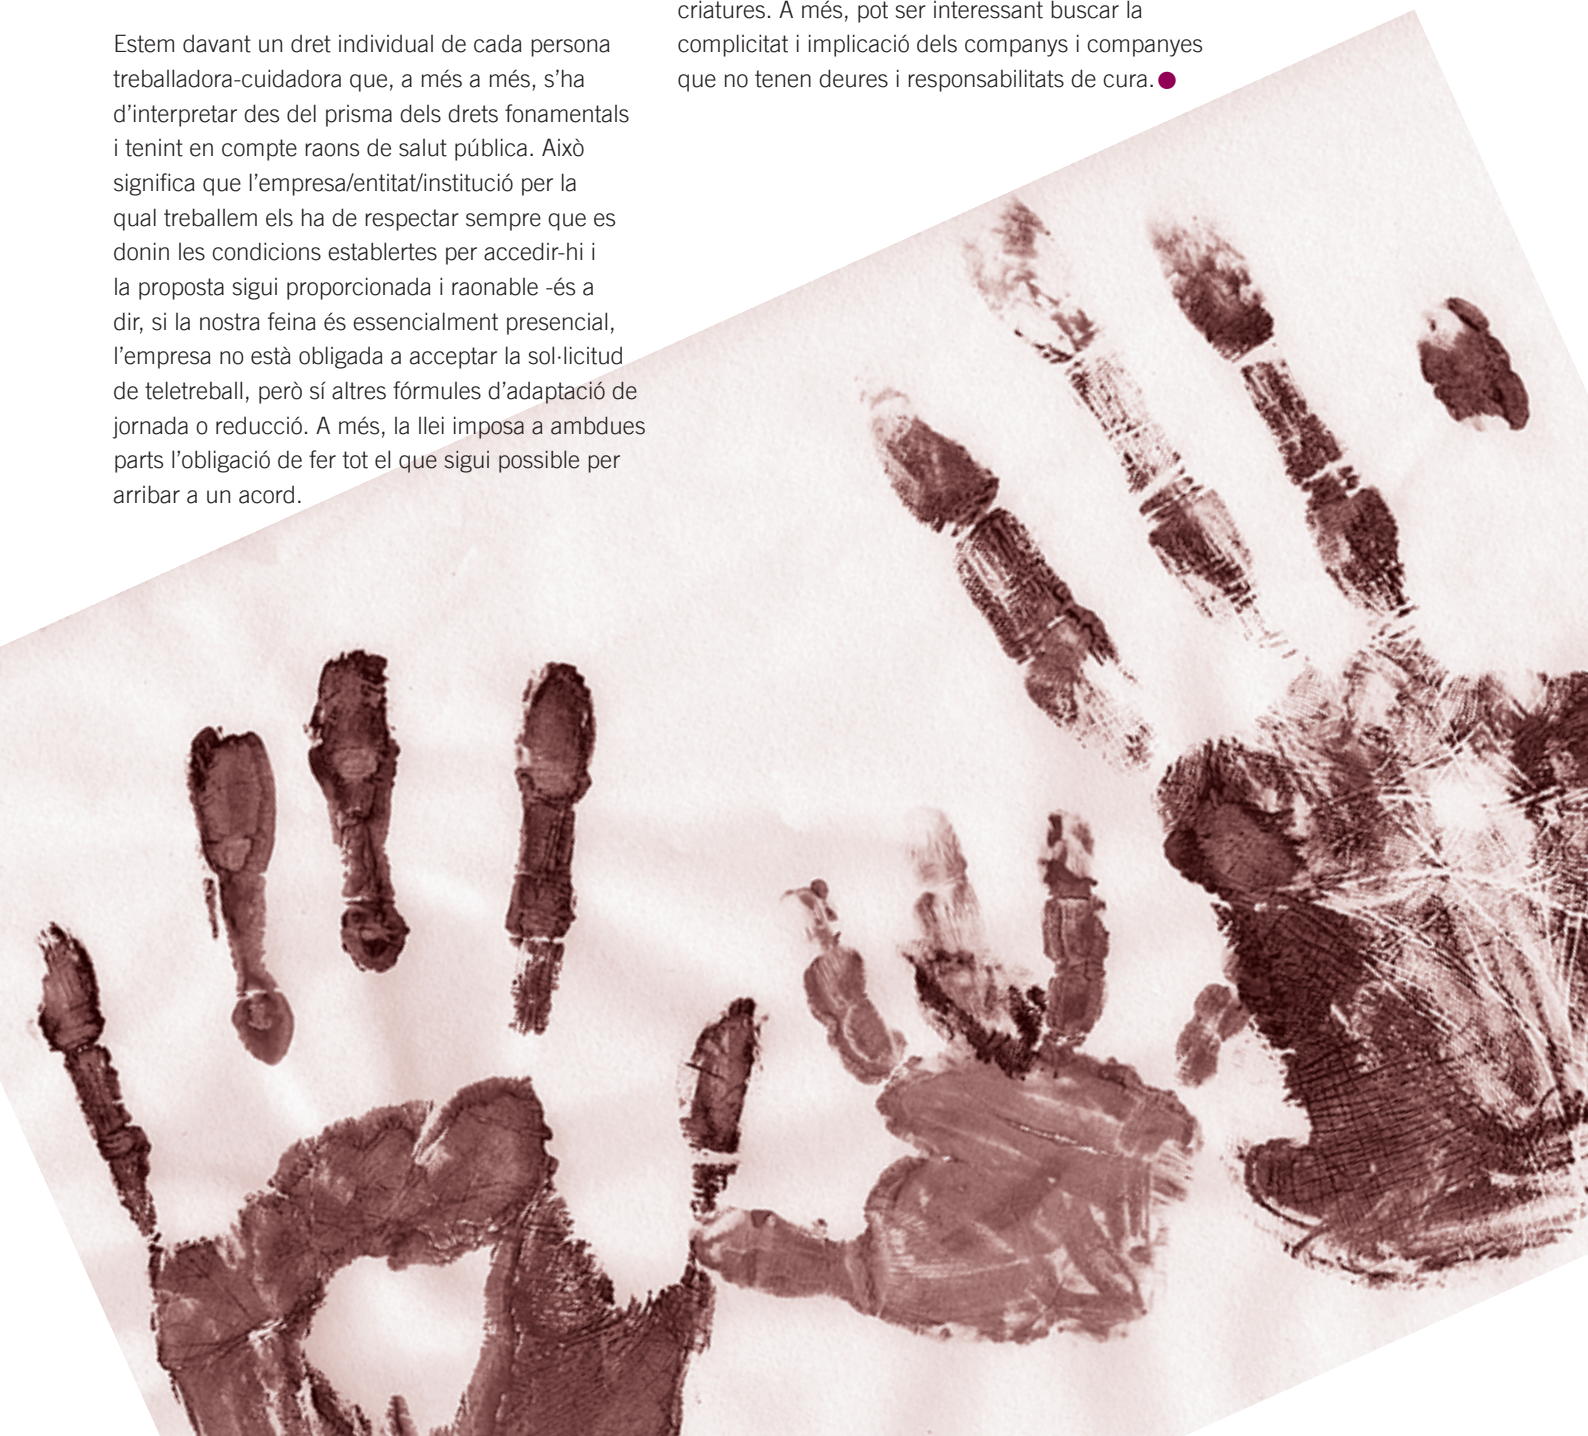 Estem davant un dret individual de cada persona
treballadora-cuidadora que, a més a més, s’ha
d’interpretar des del prisma dels drets fonamentals
i tenint en compte raons de salut pública. Això
significa que l’empresa/entitat/institució per la
qual treballem els ha de respectar sempre que es
donin les condicions establertes per accedir-hi i
la proposta sigui proporcionada i raonable -és a
dir, si la nostra feina és essencialment presencial,
l’empresa no està obligada a acceptar la sol·licitud
de teletreball, però sí altres fórmules d’adaptació de
jornada o reducció. A més, la llei imposa a ambdues
parts l’obligació de fer tot el que sigui possible per
arribar a un acord.
criatures. A més, pot ser interessant buscar la
complicitat i implicació dels companys i companyes
que no tenen deures i responsabilitats de cura.